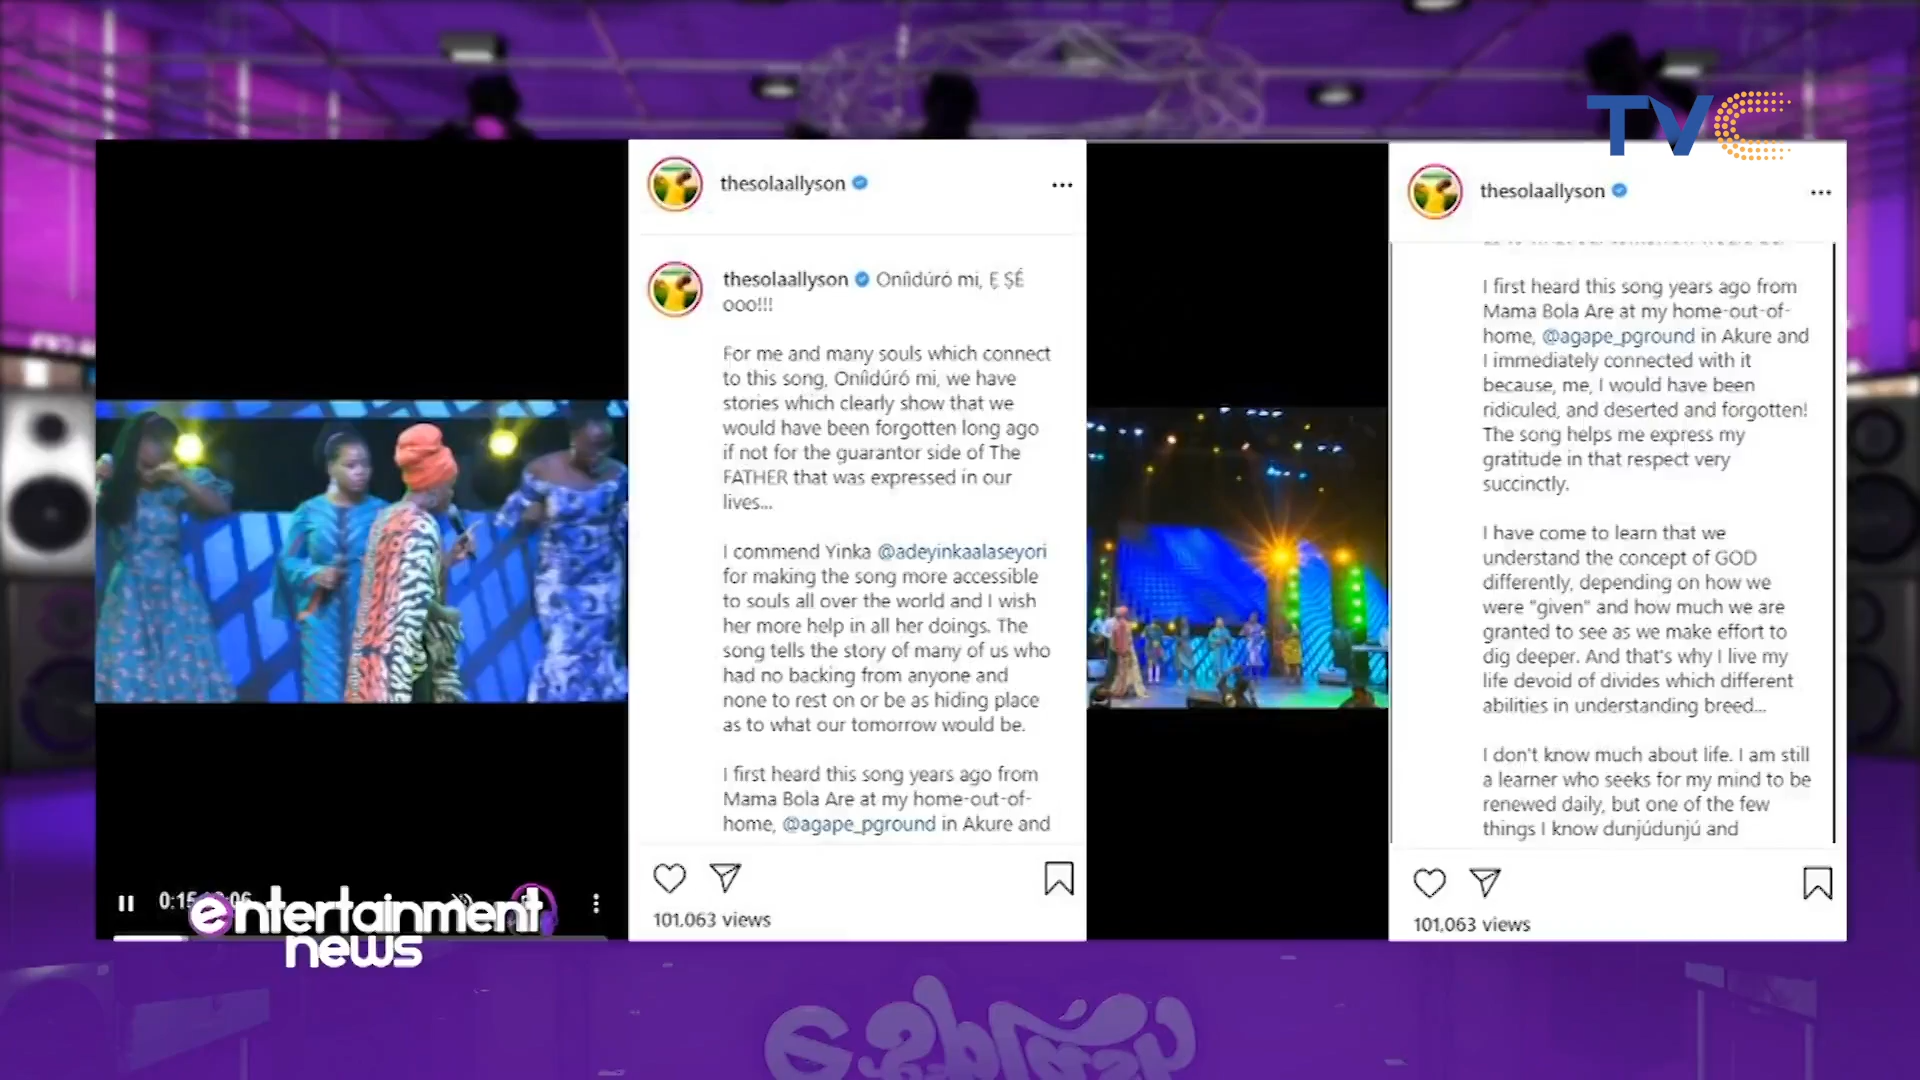 TVC
thesolaallyson
thesolaallyson Oníìdúró mi, Ẹ ṢÉ
ooo!!!
For me and many souls which connect
to this song, Oníìdúró mi, we have
stories which clearly show that we
would have been forgotten long ago
if not for the guarantor side of The
FATHER that was expressed in our
lives...
I commend Yinka @adeyinkaalaseyori
for making the song more accessible
to souls all over the world and I wish
her more help in all her doings. The
song tells the story of many of us who
had no backing from anyone and
none to rest on or be as hiding place
as to what our tomorrow would be.
I first heard this song years ago from
Mama Bola Are at my home-out-of-
home, @agape_pground in Akure and
101,063 views
thesolaallyson
I first heard this song years ago from
Mama Bola Are at my home-out-of-
home, @agape_pground in Akure and
I immediately connected with it
because, me, I would have been
ridiculed, and deserted and forgotten!
The song helps me express my
gratitude in that respect very
succinctly.
I have come to learn that we
understand the concept of GOD
differently, depending on how we
were "given" and how much we are
granted to see as we make effort to
dig deeper. And that's why I live my
life devoid of divides which different
abilities in understanding breed...
I don't know much about life. I am still
a learner who seeks for my mind to be
renewed daily, but one of the few
things I know dunjúdunjú and
101,063 views
0:15
entertainment
news